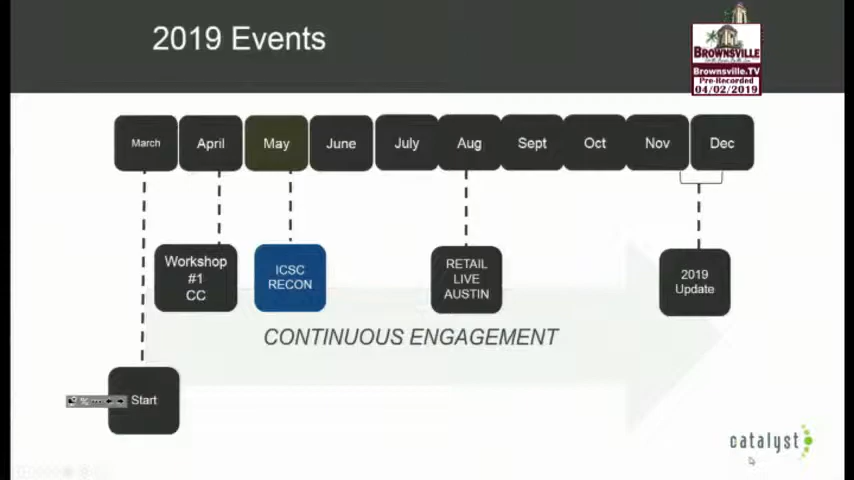 2019 Events
BROWNSVILLE
Brownsville.TV
Pre-Recorded
04/02/2019
March
April
May
June
July
Aug
Sept
Oct
Nov
Dec
Workshop
#1
CC
ICSC
RECON
RETAIL
LIVE
AUSTIN
2019
Update
CONTINUOUS ENGAGEMENT
Start
catalyst